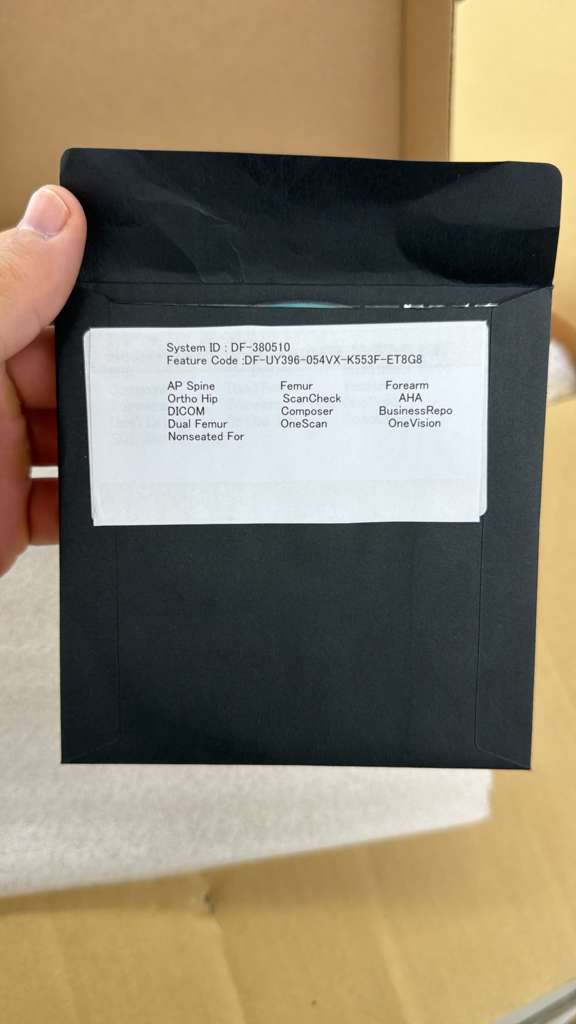 System ID : DF-380510
Feature Code :DF-UY396-054VX-K553F-ET8G8
AP Spine Femur Forearm
Ortho Hip ScanCheck AHA
DICOM Composer BusinessRepo
Dual Femur OneScan OneVision
Nonseated For